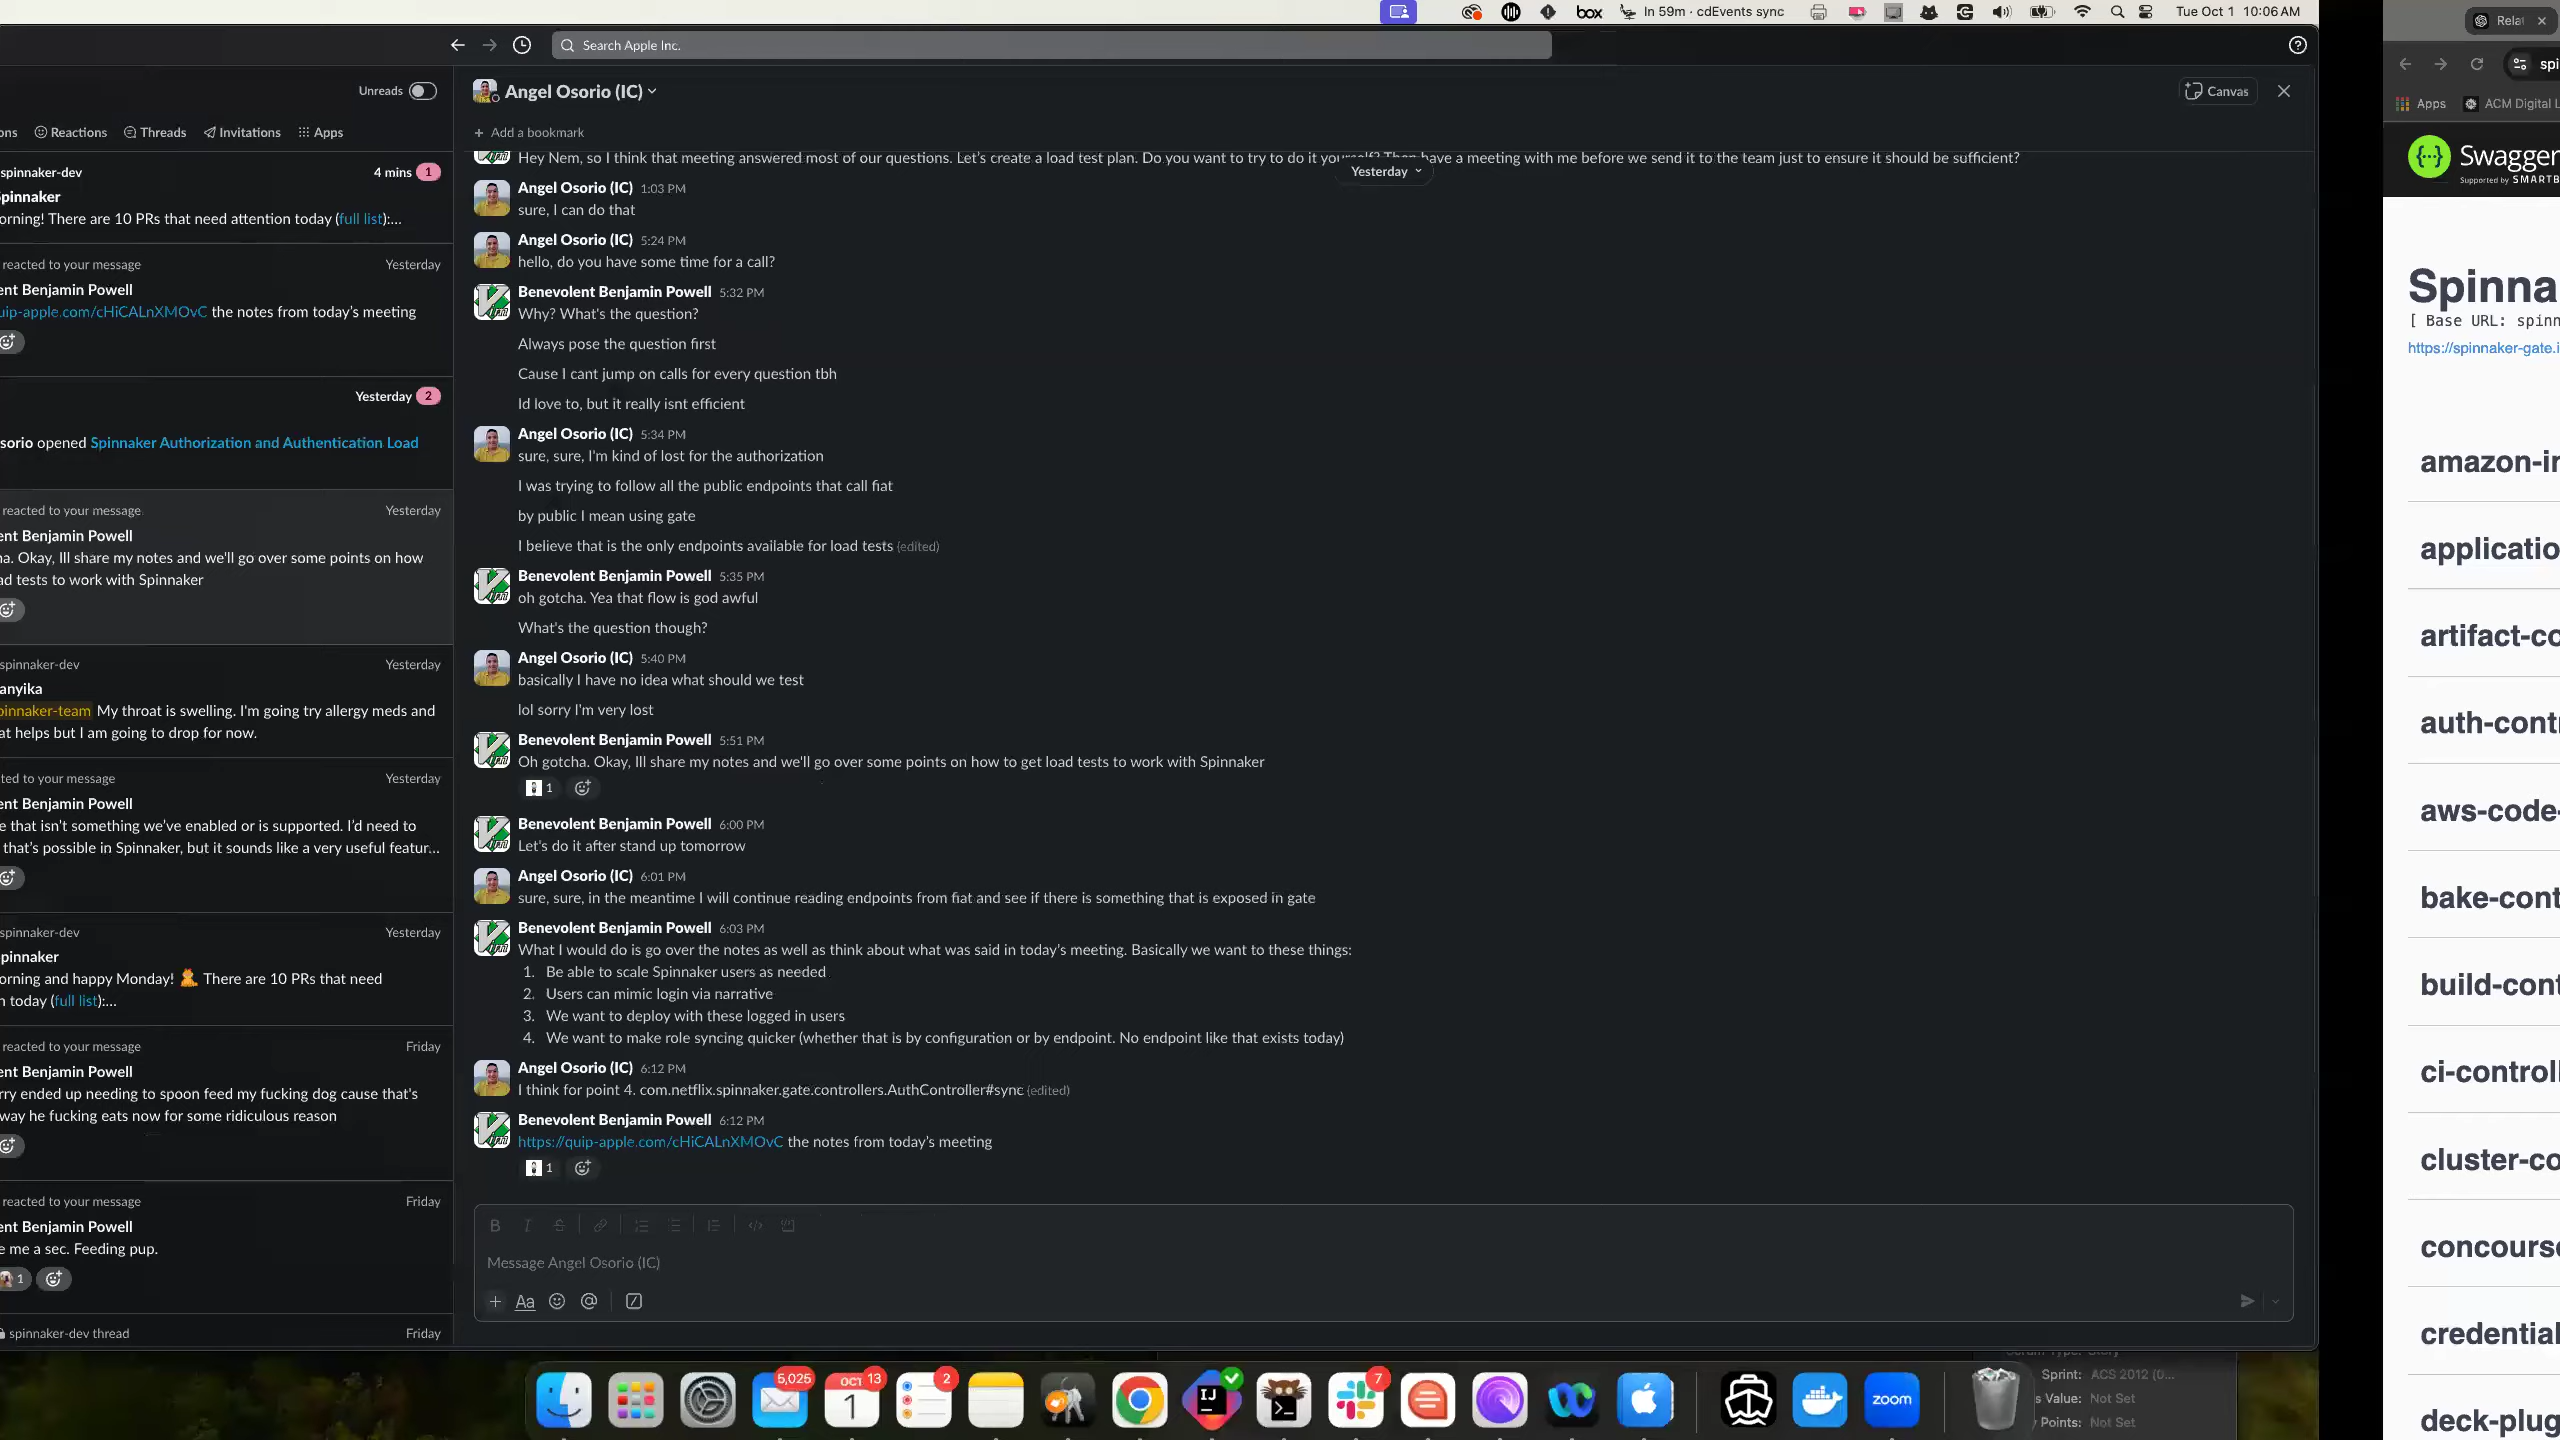 box
In 59m · cdEvents sync
Tue Oct 1 10:06 AM
Search Apple Inc.
Unreads
ons
Reactions
Threads
Invitations
Apps
spinnaker-dev
4 mins 1
Spinnaker
orning! There are 10 PRs that need attention today (full list):...
reacted to your message
Yesterday
ent Benjamin Powell
uip-apple.com/cHiCALnXMOvC the notes from today's meeting
Yesterday 2
sorio opened Spinnaker Authorization and Authentication Load
reacted to your message
Yesterday
ent Benjamin Powell
na. Okay, Ill share my notes and we'll go over some points on how
ad tests to work with Spinnaker
spinnaker-dev
Yesterday
anyika
pinnaker-team My throat is swelling. I'm going try allergy meds and
at helps but I am going to drop for now.
ted to your message
Yesterday
ent Benjamin Powell
e that isn't something we've enabled or is supported. I'd need to
that's possible in Spinnaker, but it sounds like a very useful featur...
spinnaker-dev
Yesterday
pinnaker
orning and happy Monday! There are 10 PRs that need
n today (full list):...
reacted to your message
Friday
ent Benjamin Powell
rry ended up needing to spoon feed my fucking dog cause that's
way he fucking eats now for some ridiculous reason
reacted to your message
Friday
ent Benjamin Powell
e me a sec. Feeding pup.
1
spinnaker-dev thread
Friday
Angel Osorio (IC)
Canvas
Add a bookmark
Hey Nem, so I think that meeting answered most of our questions. Let's create a load test plan. Do you want to try to do it yourself? Then have a meeting with me before we send it to the team just to ensure it should be sufficient?
Yesterday
Angel Osorio (IC) 1:03 PM
sure, I can do that
Angel Osorio (IC) 5:24 PM
hello, do you have some time for a call?
Benevolent Benjamin Powell 5:32 PM
Why? What's the question?
Always pose the question first
Cause I cant jump on calls for every question tbh
Id love to, but it really isnt efficient
Angel Osorio (IC) 5:34 PM
sure, sure, I'm kind of lost for the authorization
I was trying to follow all the public endpoints that call fiat
by public I mean using gate
I believe that is the only endpoints available for load tests (edited)
Benevolent Benjamin Powell 5:35 PM
oh gotcha. Yea that flow is god awful
What's the question though?
Angel Osorio (IC) 5:40 PM
basically I have no idea what should we test
lol sorry I'm very lost
Benevolent Benjamin Powell 5:51 PM
Oh gotcha. Okay, Ill share my notes and we'll go over some points on how to get load tests to work with Spinnaker
1
Benevolent Benjamin Powell 6:00 PM
Let's do it after stand up tomorrow
Angel Osorio (IC) 6:01 PM
sure, sure, in the meantime I will continue reading endpoints from fiat and see if there is something that is exposed in gate
Benevolent Benjamin Powell 6:03 PM
What I would do is go over the notes as well as think about what was said in today's meeting. Basically we want to these things:
1. Be able to scale Spinnaker users as needed
2. Users can mimic login via narrative
3. We want to deploy with these logged in users
4. We want to make role syncing quicker (whether that is by configuration or by endpoint. No endpoint like that exists today)
Angel Osorio (IC) 6:12 PM
I think for point 4. com.netflix.spinnaker.gate.controllers.AuthController#sync (edited)
Benevolent Benjamin Powell 6:12 PM
https://quip-apple.com/cHiCALnXMOvC the notes from today's meeting
1
Message Angel Osorio (IC)
Aa
Relat
spi
Apps
ACM Digital L
Swagger
Supported by SMARTB
Spinna
[ Base URL: spinn
https://spinnaker-gate.i
amazon-in
applicatio
artifact-co
auth-cont
aws-code-
bake-cont
build-cont
ci-control
cluster-co
concourse
credential
deck-plug
Sprint: ACS 2012 (0...
s Value: Not Set
Points: Not Set
5,025
OCT 13
1
2
IJ
7
zoom